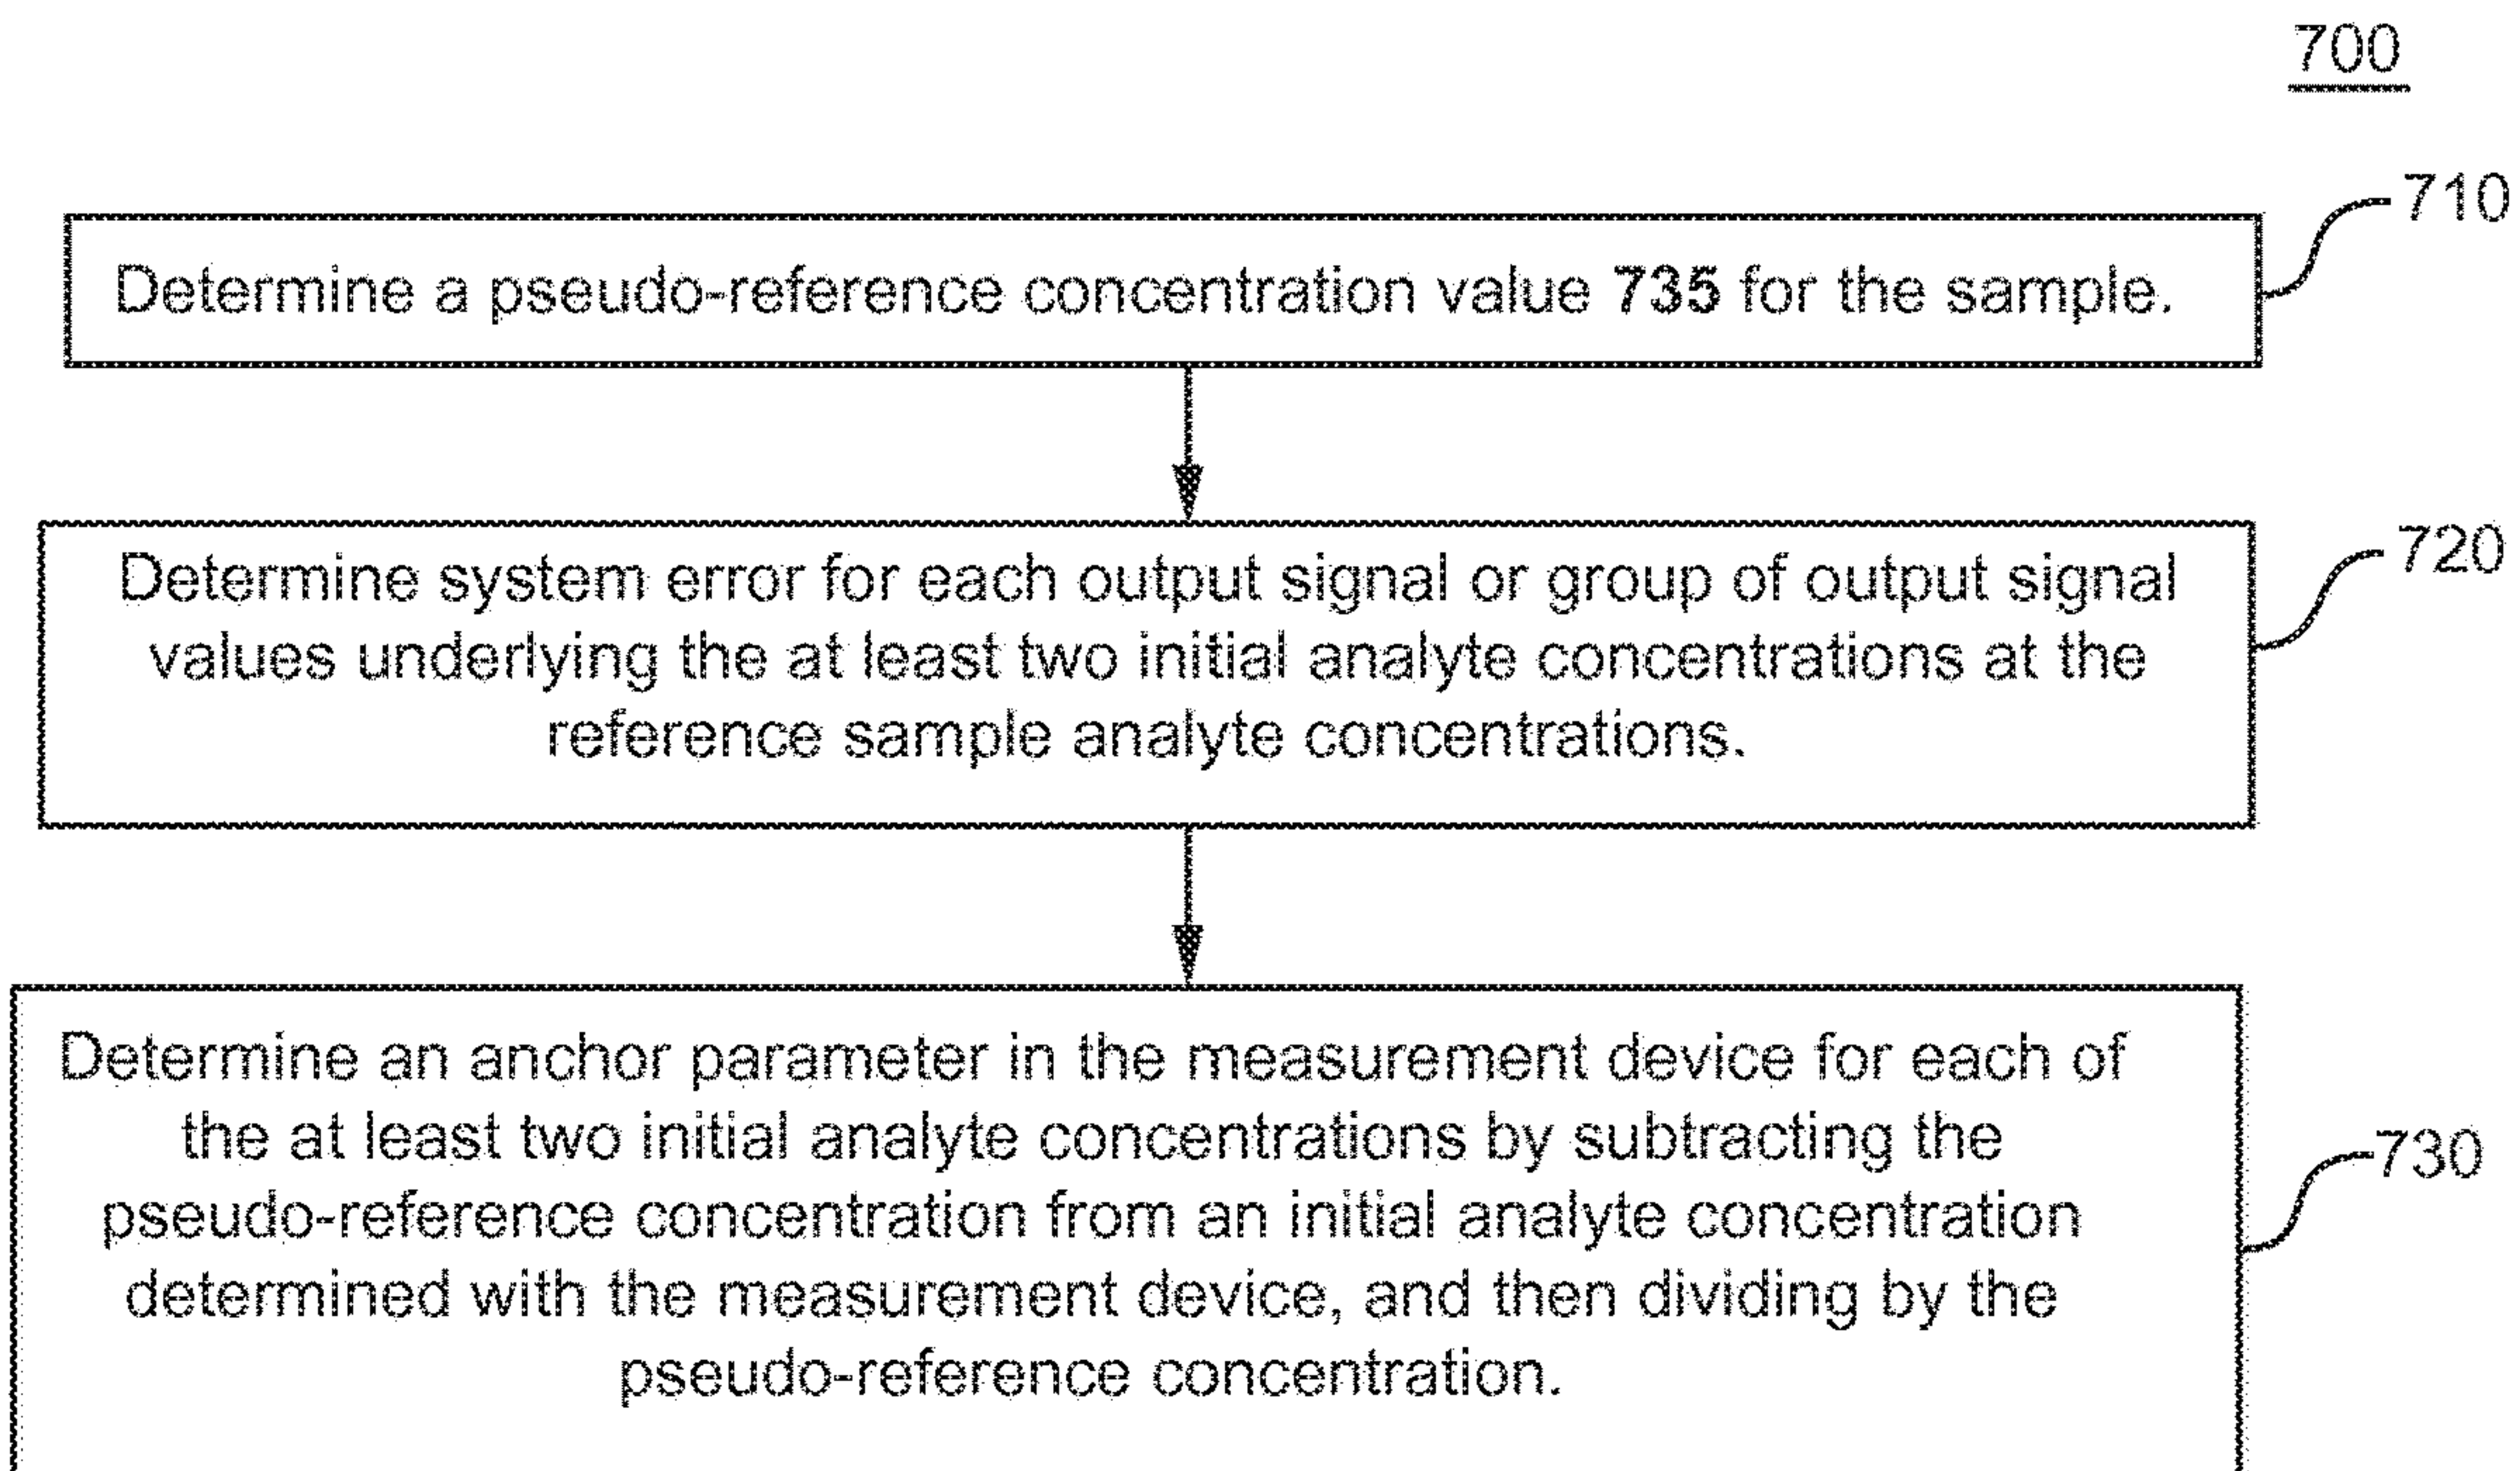 700
710
Determine a pseudo-reference concentration value 735 for the sample.
720
Determine system error for each output signal or group of output signal
values underlying the at least two initial analyte concentrations at the
reference sample analyte concentrations.
Determine an anchor parameter in the measurement device for each of
the at least two initial analyte concentrations by subtracting the
730
pseudo-reference concentration from an initial analyte concentration
determined with the measurement device, and then dividing by the
pseudo-reference concentration.